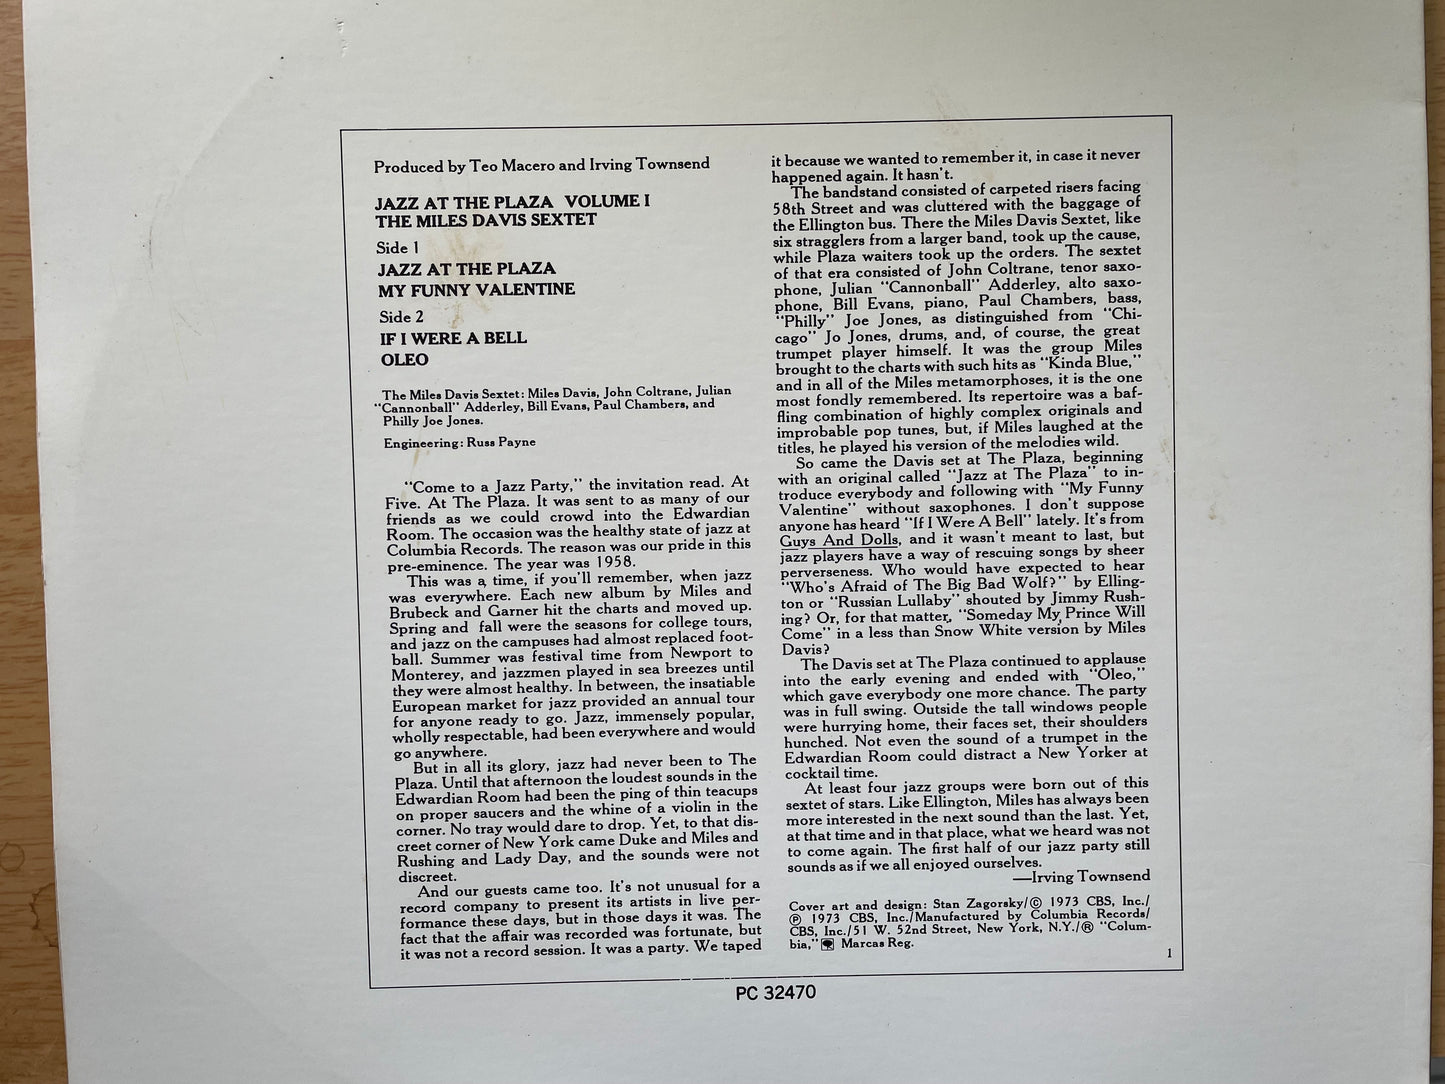 Produced by Teo Macero and Irving Townsend
JAZZ AT THE PLAZA VOLUME I
THE MILES DAVIS SEXTET
Side 1
JAZZ AT THE PLAZA
MY FUNNY VALENTINE
Side 2
IF I WERE A BELL
OLEO
The Miles Davis Sextet: Miles Davis, John Coltrane, Julian
"Cannonball" Adderley, Bill Evans, Paul Chambers, and
Philly Joe Jones.
Engineering: Russ Payne
"Come to a Jazz Party," the invitation read. At
Five. At The Plaza. It was sent to as many of our
friends as we could crowd into the Edwardian
Room. The occasion was the healthy state of jazz at
Columbia Records. The reason was our pride in this
pre-eminence. The year was 1958.
This was a time, if you'll remember, when jazz
was everywhere. Each new album by Miles and
Brubeck and Garner hit the charts and moved up.
Spring and fall were the seasons for college tours,
and jazz on the campuses had almost replaced foot-
ball. Summer was festival time from Newport to
Monterey, and jazzmen played in sea breezes until
they were almost healthy. In between, the insatiable
European market for jazz provided an annual tour
for anyone ready to go. Jazz, immensely popular,
wholly respectable, had been everywhere and would
go anywhere.
But in all its glory, jazz had never been to The
Plaza. Until that afternoon the loudest sounds in the
Edwardian Room had been the ping of thin teacups
on proper saucers and the whine of a violin in the
corner. No tray would dare to drop. Yet, to that dis-
creet corner of New York came Duke and Miles and
Rushing and Lady Day, and the sounds were not
discreet.
And our guests came too. It's not unusual for a
record company to present its artists in live per-
formance these days, but in those days it was. The
fact that the affair was recorded was fortunate, but
it was not a record session. It was a party. We taped
it because we wanted to remember it, in case it never
happened again. It hasn't.
The bandstand consisted of carpeted risers facing
58th Street and was cluttered with the baggage of
the Ellington bus. There the Miles Davis Sextet, like
six stragglers from a larger band, took up the cause,
while Plaza waiters took up the orders. The sextet
of that era consisted of John Coltrane, tenor saxo-
phone, Julian "Cannonball" Adderley, alto saxo-
phone, Bill Evans, piano, Paul Chambers, bass,
"Philly" Joe Jones, as distinguished from "Chi-
cago" Jo Jones, drums, and, of course, the great
trumpet player himself. It was the group Miles
brought to the charts with such hits as "Kinda Blue,"
and in all of the Miles metamorphoses, it is the one
most fondly remembered. Its repertoire was a baf-
fling combination of highly complex originals and
improbable pop tunes, but, if Miles laughed at the
titles, he played his version of the melodies wild.
So came the Davis set at The Plaza, beginning
with an original called "Jazz at The Plaza" to in-
troduce everybody and following with "My Funny
Valentine" without saxophones. I don't suppose
anyone has heard "If I Were A Bell" lately. It's from
Guys And Dolls, and it wasn't meant to last, but
jazz players have a way of rescuing songs by sheer
perverseness. Who would have expected to hear
"Who's Afraid of The Big Bad Wolf?" by Elling-
ton or "Russian Lullaby" shouted by Jimmy Rush-
ing? Or, for that matter, "Someday My Prince Will
Come" in a less than Snow White version by Miles
Davis?
The Davis set at The Plaza continued to applause
into the early evening and ended with "Oleo,"
which gave everybody one more chance. The party
was in full swing. Outside the tall windows people
were hurrying home, their faces set, their shoulders
hunched. Not even the sound of a trumpet in the
Edwardian Room could distract a New Yorker at
cocktail time.
At least four jazz groups were born out of this
sextet of stars. Like Ellington, Miles has always been
more interested in the next sound than the last. Yet,
at that time and in that place, what we heard was not
to come again. The first half of our jazz party still
sounds as if we all enjoyed ourselves.
—Irving Townsend
Cover art and design: Stan Zagorsky/© 1973 CBS, Inc./
℗ 1973 CBS, Inc./Manufactured by Columbia Records/
CBS, Inc./51 W. 52nd Street, New York, N.Y./® "Colum-
bia," Marcas Reg.
1
PC 32470